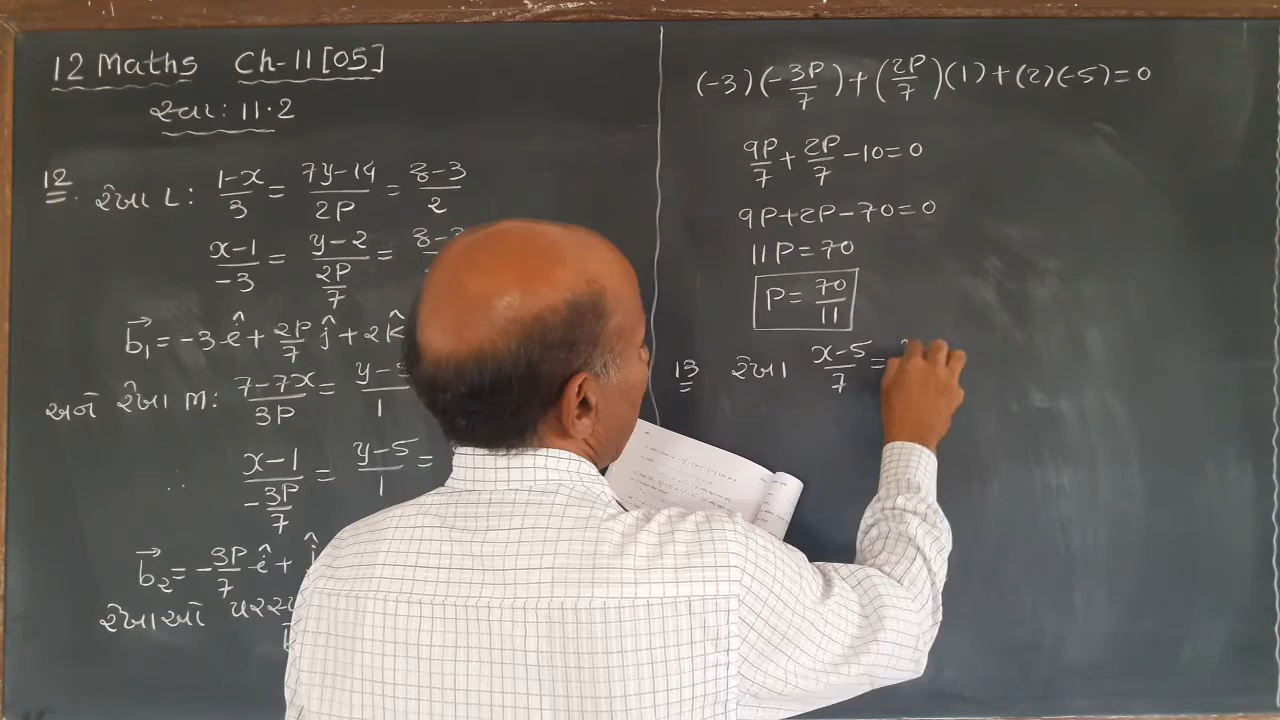 12 Maths Ch-11[05]
સ્વા: 11.2
12. રેખા L: (1-x)/3 = (7y-14)/2P = (z-3)/2
(x-1)/-3 = (y-2)/(2P/7) =
b⃗₁ = -3î + 2P/7 ĵ + 2k̂
અને રેખા M: (7-7x)/3P =
∴ (x-1)/(-3P/7) = (y-5)/1 =
b⃗₂ = -3P/7 î +
રેખાઓ
(-3)(-3P/7) + (2P/7)(1) + (2)(-5) = 0
9P/7 + 2P/7 - 10 = 0
9P + 2P - 70 = 0
11P = 70
P = 70/11
13 રેખા (x-5)/7 =